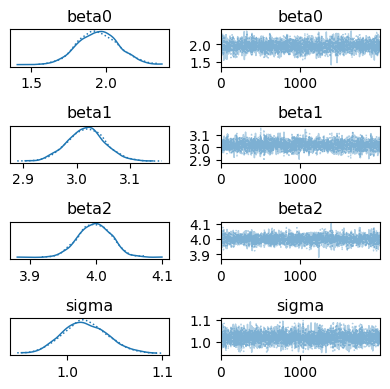 beta0 beta0
2.0
1.5
1.5 2.0 0 1000
beta1 beta1
3.1
3.0
2.9
2.9 3.0 3.1 0 1000
beta2 beta2
4.1
4.0
3.9
3.9 4.0 4.1 0 1000
sigma sigma
1.1
1.0
1.0 1.1 0 1000